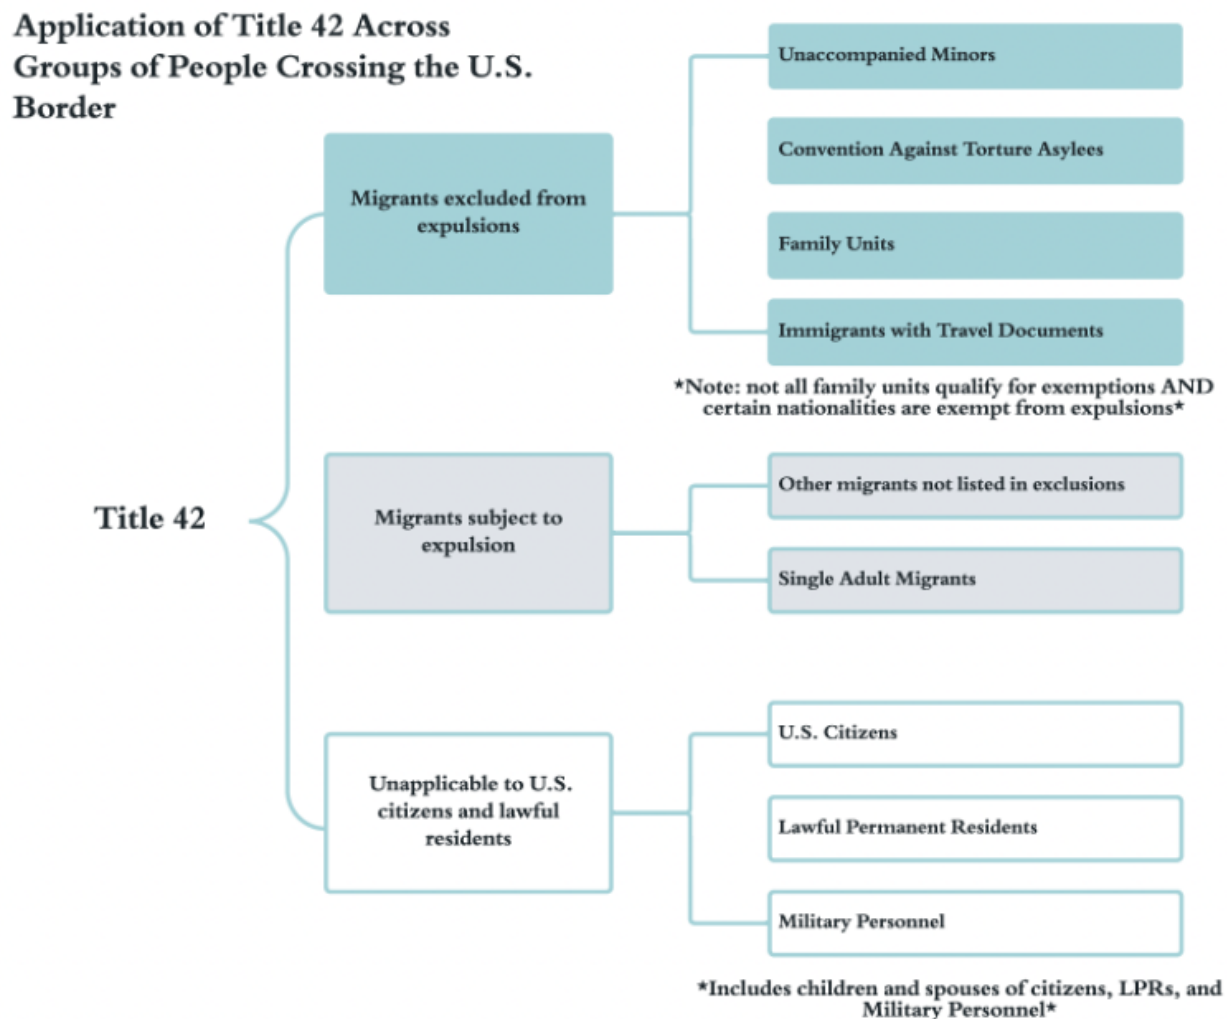 Application of Title 42 Across
Groups of People Crossing the U.S.
Border
Title 42
Migrants excluded from
expulsions
Unaccompanied Minors
Convention Against Torture Asylees
Family Units
Immigrants with Travel Documents
*Note: not all family units qualify for exemptions AND
certain nationalities are exempt from expulsions*
Migrants subject to
expulsion
Other migrants not listed in exclusions
Single Adult Migrants
Unapplicable to U.S.
citizens and lawful
residents
U.S. Citizens
Lawful Permanent Residents
Military Personnel
*Includes children and spouses of citizens, LPRs, and
Military Personnel*